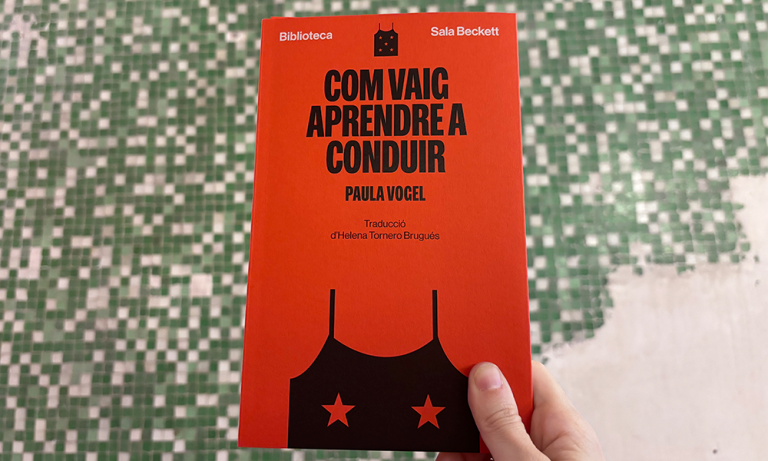 Biblioteca
Sala Beckett
COM VAIG
APRENDRE A
CONDUIR
PAULA VOGEL
Traducció
d'Helena Tornero Brugués